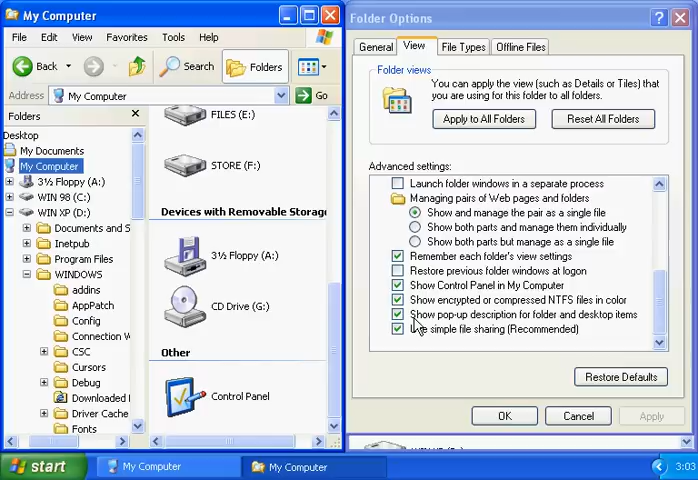 My Computer
File Edit View Favorites Tools
Back Search Folders
Address My Computer Go
Folders
Desktop
My Documents
My Computer
3½ Floppy (A:)
WIN 98 (C:)
WIN XP (D:)
Documents and S
Inetpub
Program Files
WINDOWS
addins
AppPatch
Config
CSC
Cursors
Debug
Downloaded
Driver Cache
Fonts
FILES (E:)
STORE (F:)
Devices with Removable Storage
3½ Floppy (A:)
CD Drive (G:)
Other
Control Panel
Folder Options
General View File Types Offline Files
Folder views
You can apply the view (such as Details or Tiles) that
you are using for this folder to all folders.
Apply to All Folders Reset All Folders
Advanced settings:
Launch folder windows in a separate process
Managing pairs of Web pages and folders
Show and manage the pair as a single file
Show both parts and manage them individually
Show both parts but manage as a single file
Remember each folder's view settings
Restore previous folder windows at logon
Show Control Panel in My Computer
Show encrypted or compressed NTFS files in color
Show pop-up description for folder and desktop items
Use simple file sharing (Recommended)
Restore Defaults
OK Cancel Apply
start My Computer My Computer 3:03